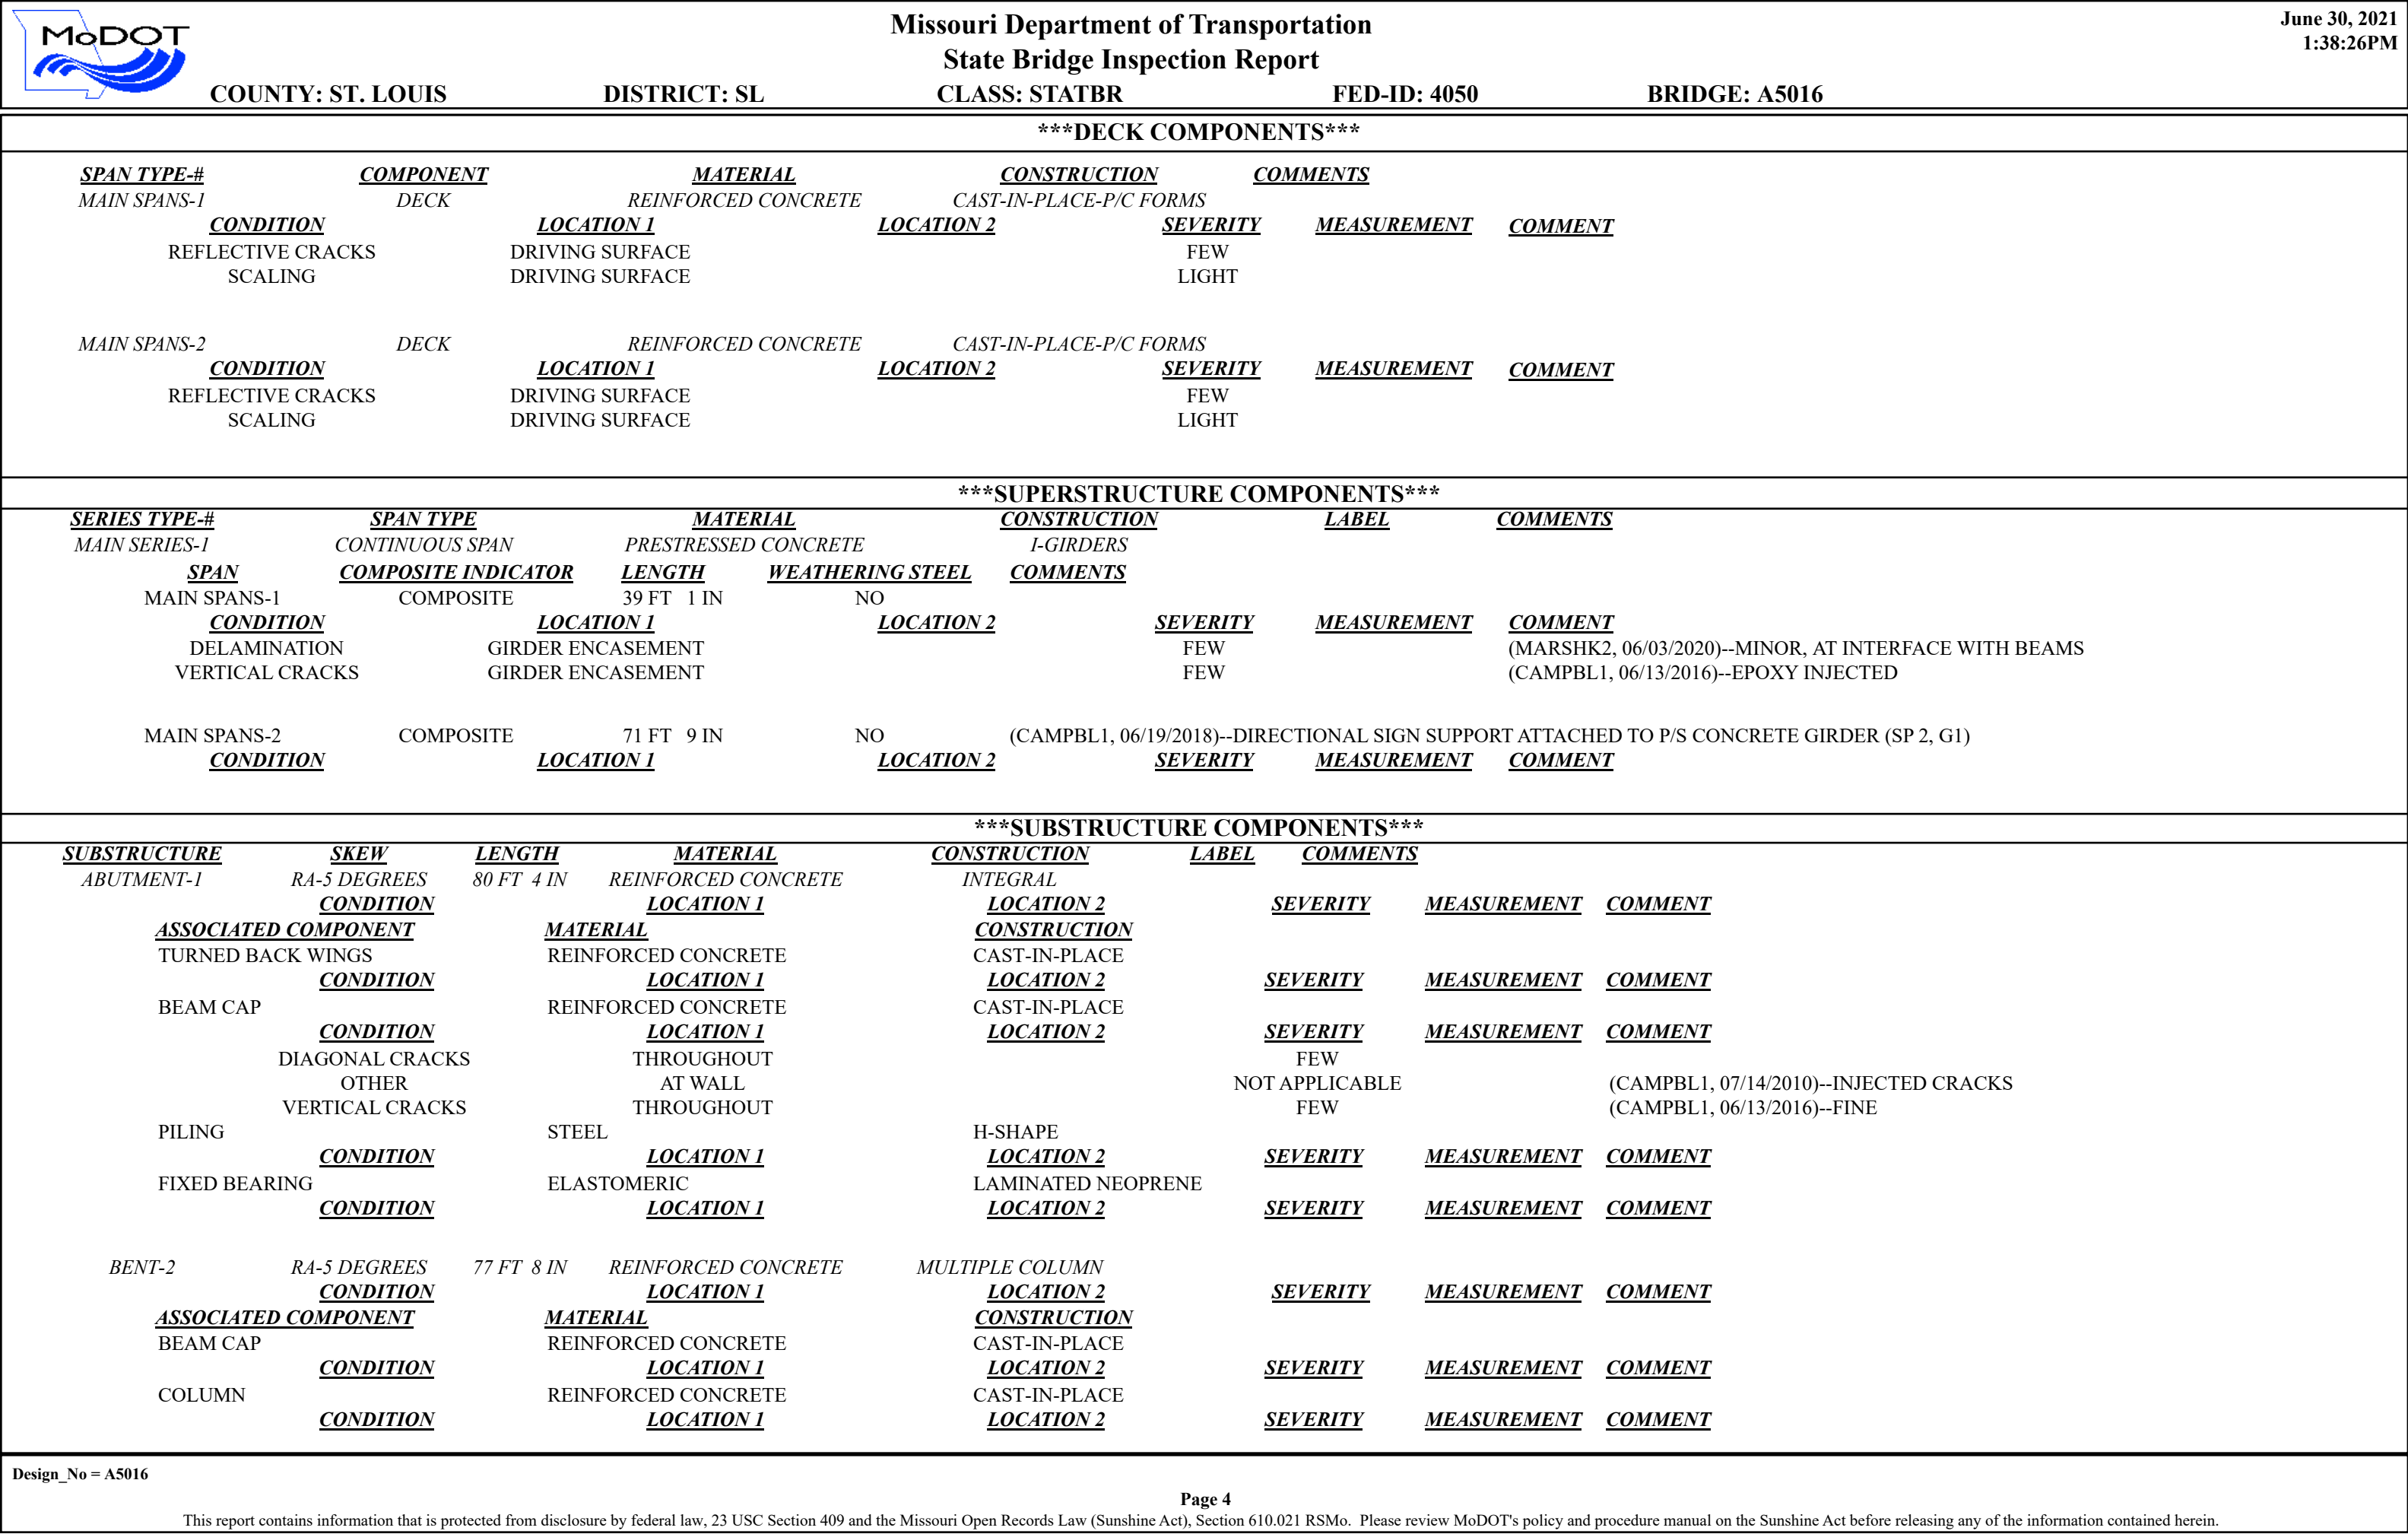 MoDOT
Missouri Department of Transportation
State Bridge Inspection Report
June 30, 2021
1:38:26PM
COUNTY: ST. LOUIS DISTRICT: SL CLASS: STATBR FED-ID: 4050 BRIDGE: A5016
***DECK COMPONENTS***
SPAN TYPE-# COMPONENT MATERIAL CONSTRUCTION COMMENTS
MAIN SPANS-1 DECK REINFORCED CONCRETE CAST-IN-PLACE-P/C FORMS
CONDITION LOCATION 1 LOCATION 2 SEVERITY MEASUREMENT COMMENT
REFLECTIVE CRACKS DRIVING SURFACE FEW
SCALING DRIVING SURFACE LIGHT
MAIN SPANS-2 DECK REINFORCED CONCRETE CAST-IN-PLACE-P/C FORMS
CONDITION LOCATION 1 LOCATION 2 SEVERITY MEASUREMENT COMMENT
REFLECTIVE CRACKS DRIVING SURFACE FEW
SCALING DRIVING SURFACE LIGHT
***SUPERSTRUCTURE COMPONENTS***
SERIES TYPE-# SPAN TYPE MATERIAL CONSTRUCTION LABEL COMMENTS
MAIN SERIES-1 CONTINUOUS SPAN PRESTRESSED CONCRETE I-GIRDERS
SPAN COMPOSITE INDICATOR LENGTH WEATHERING STEEL COMMENTS
MAIN SPANS-1 COMPOSITE 39 FT 1 IN NO
CONDITION LOCATION 1 LOCATION 2 SEVERITY MEASUREMENT COMMENT
DELAMINATION GIRDER ENCASEMENT FEW (MARSHK2, 06/03/2020)--MINOR, AT INTERFACE WITH BEAMS
VERTICAL CRACKS GIRDER ENCASEMENT FEW (CAMPBL1, 06/13/2016)--EPOXY INJECTED
MAIN SPANS-2 COMPOSITE 71 FT 9 IN NO (CAMPBL1, 06/19/2018)--DIRECTIONAL SIGN SUPPORT ATTACHED TO P/S CONCRETE GIRDER (SP 2, G1)
CONDITION LOCATION 1 LOCATION 2 SEVERITY MEASUREMENT COMMENT
***SUBSTRUCTURE COMPONENTS***
SUBSTRUCTURE SKEW LENGTH MATERIAL CONSTRUCTION LABEL COMMENTS
ABUTMENT-1 RA-5 DEGREES 80 FT 4 IN REINFORCED CONCRETE INTEGRAL
CONDITION LOCATION 1 LOCATION 2 SEVERITY MEASUREMENT COMMENT
ASSOCIATED COMPONENT MATERIAL CONSTRUCTION
TURNED BACK WINGS REINFORCED CONCRETE CAST-IN-PLACE
CONDITION LOCATION 1 LOCATION 2 SEVERITY MEASUREMENT COMMENT
BEAM CAP REINFORCED CONCRETE CAST-IN-PLACE
CONDITION LOCATION 1 LOCATION 2 SEVERITY MEASUREMENT COMMENT
DIAGONAL CRACKS THROUGHOUT FEW
OTHER AT WALL NOT APPLICABLE (CAMPBL1, 07/14/2010)--INJECTED CRACKS
VERTICAL CRACKS THROUGHOUT FEW (CAMPBL1, 06/13/2016)--FINE
PILING STEEL H-SHAPE
CONDITION LOCATION 1 LOCATION 2 SEVERITY MEASUREMENT COMMENT
FIXED BEARING ELASTOMERIC LAMINATED NEOPRENE
CONDITION LOCATION 1 LOCATION 2 SEVERITY MEASUREMENT COMMENT
BENT-2 RA-5 DEGREES 77 FT 8 IN REINFORCED CONCRETE MULTIPLE COLUMN
CONDITION LOCATION 1 LOCATION 2 SEVERITY MEASUREMENT COMMENT
ASSOCIATED COMPONENT MATERIAL CONSTRUCTION
BEAM CAP REINFORCED CONCRETE CAST-IN-PLACE
CONDITION LOCATION 1 LOCATION 2 SEVERITY MEASUREMENT COMMENT
COLUMN REINFORCED CONCRETE CAST-IN-PLACE
CONDITION LOCATION 1 LOCATION 2 SEVERITY MEASUREMENT COMMENT
Design_No = A5016
Page 4
This report contains information that is protected from disclosure by federal law, 23 USC Section 409 and the Missouri Open Records Law (Sunshine Act), Section 610.021 RSMo. Please review MoDOT's policy and procedure manual on the Sunshine Act before releasing any of the information contained herein.